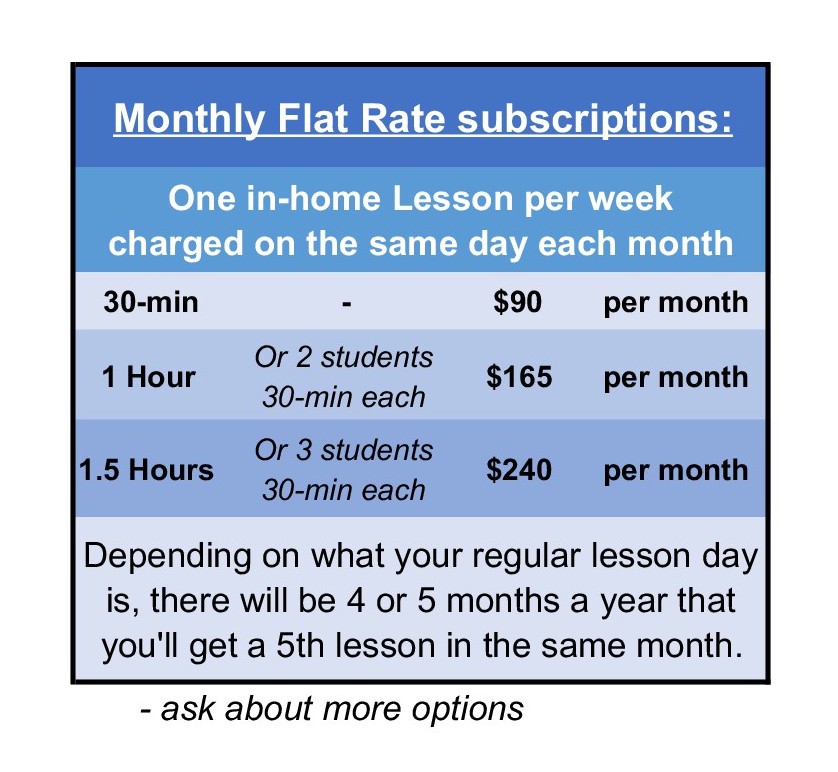 Monthly Flat Rate subscriptions:
One in-home Lesson per week
charged on the same day each month
30-min - $90 per month
1 Hour Or 2 students 30-min each $165 per month
1.5 Hours Or 3 students 30-min each $240 per month
Depending on what your regular lesson day
is, there will be 4 or 5 months a year that
you'll get a 5th lesson in the same month.
- ask about more options